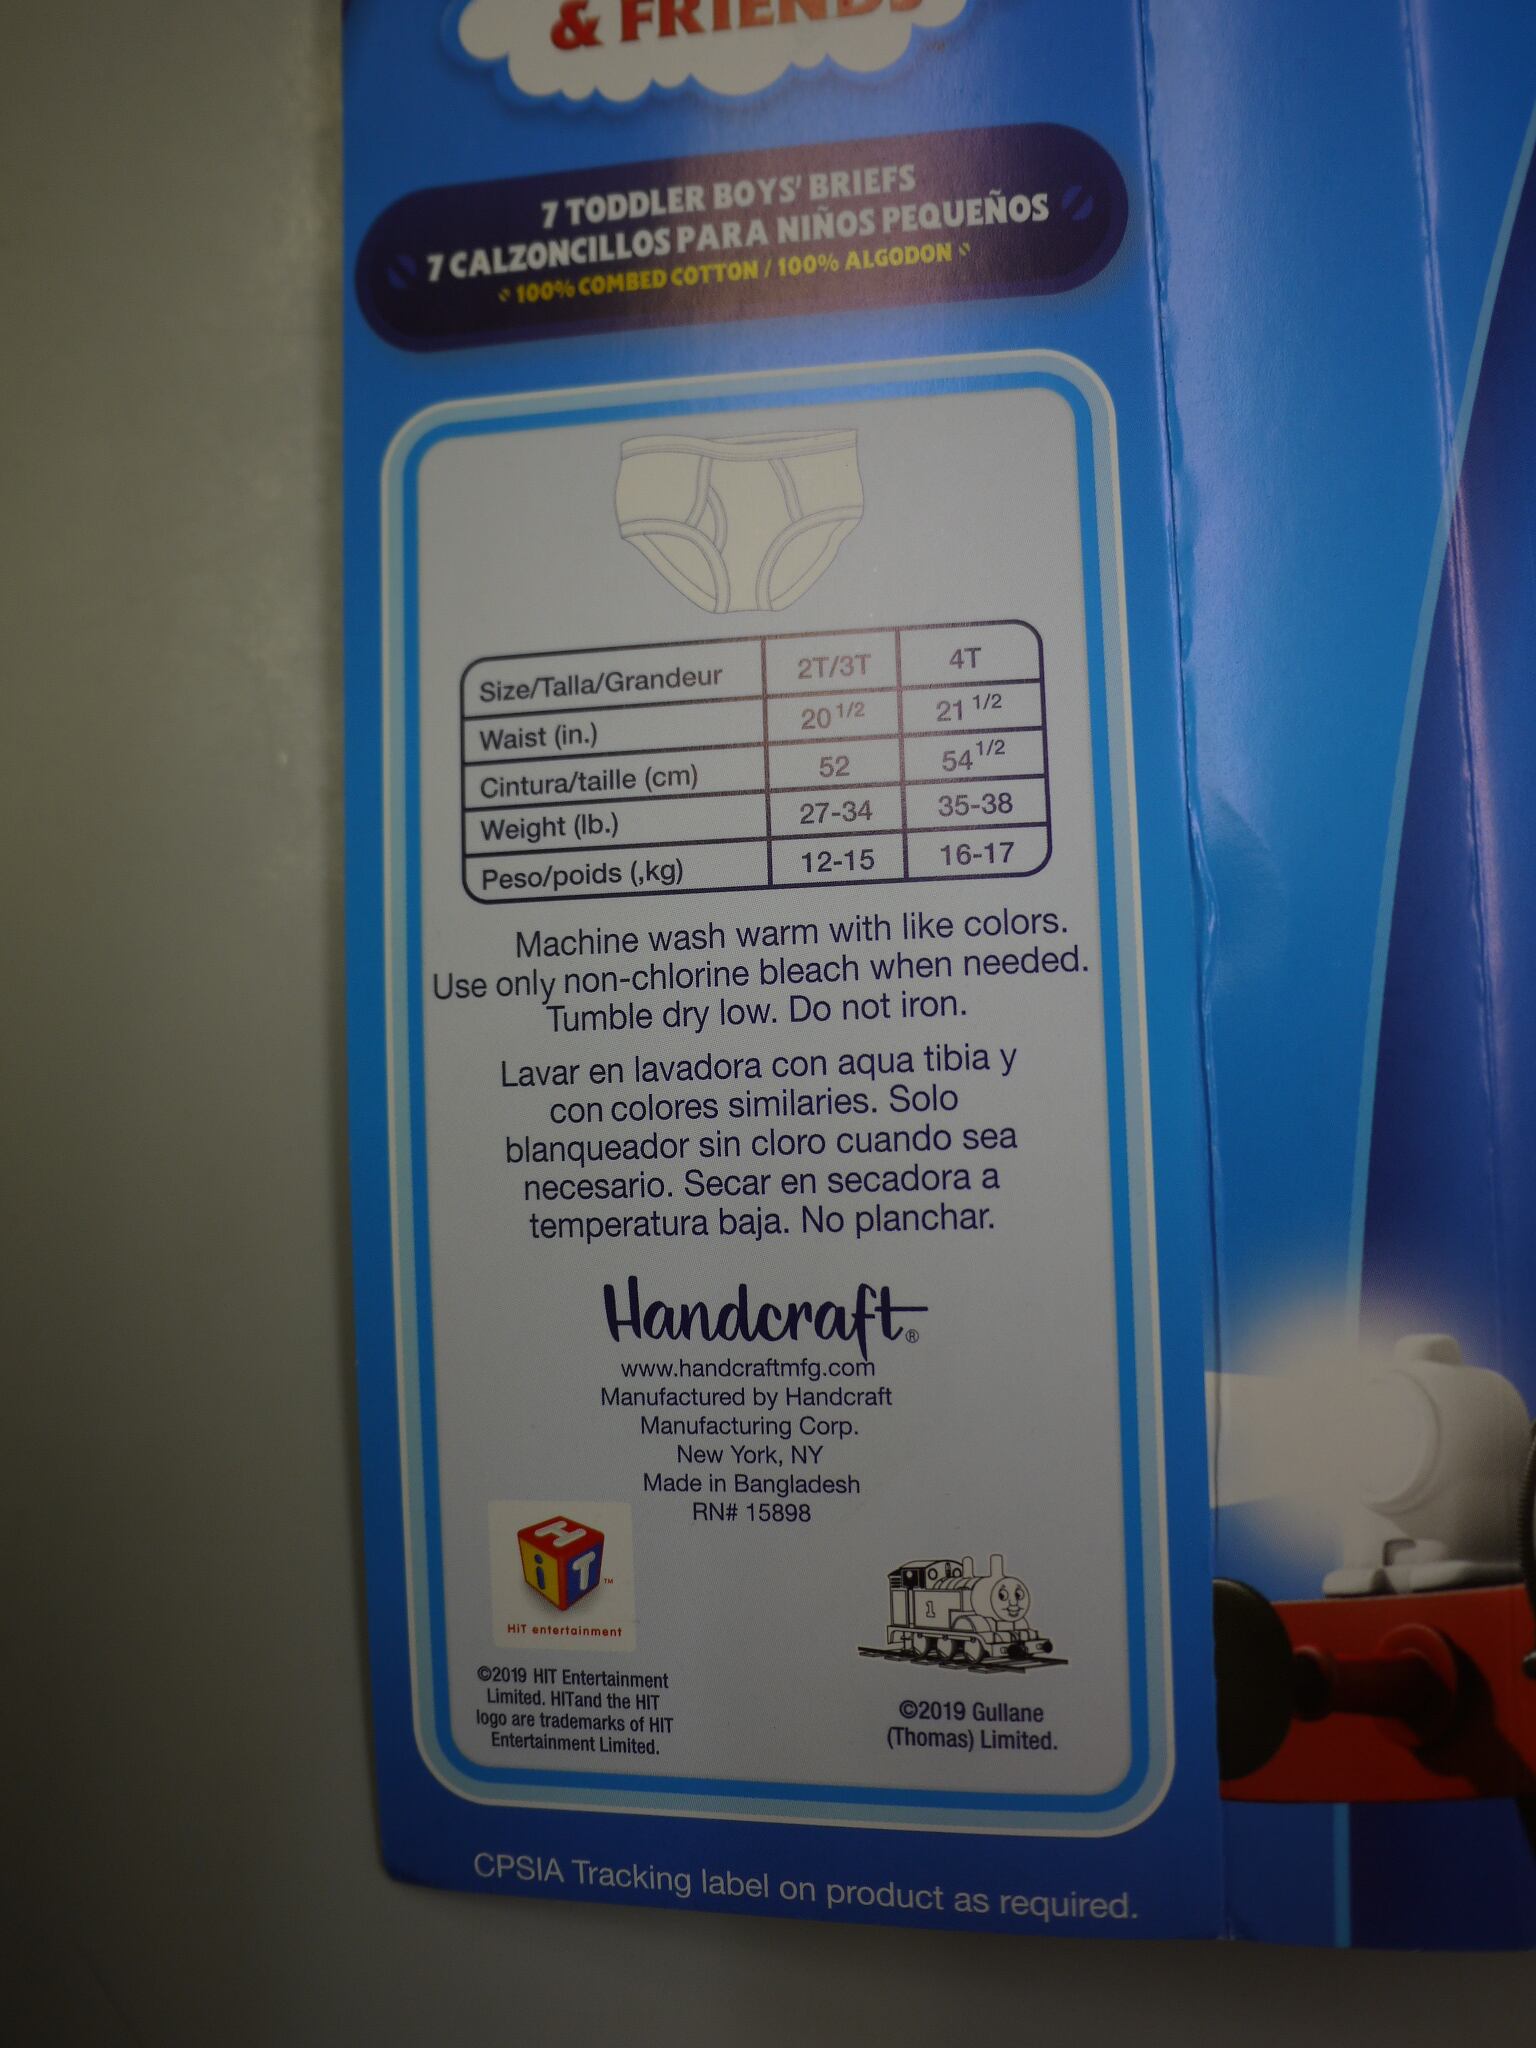 & FRIENDS
7 TODDLER BOYS' BRIEFS
7 CALZONCILLOS PARA NIÑOS PEQUEÑOS
100% COMBED COTTON / 100% ALGODON
Size/Talla/Grandeur 2T/3T 4T
Waist (in.) 20 1/2 21 1/2
Cintura/taille (cm) 52 54 1/2
Weight (lb.) 27-34 35-38
Peso/poids (,kg) 12-15 16-17
Machine wash warm with like colors.
Use only non-chlorine bleach when needed.
Tumble dry low. Do not iron.
Lavar en lavadora con aqua tibia y
con colores similaries. Solo
blanqueador sin cloro cuando sea
necesario. Secar en secadora a
temperatura baja. No planchar.
Handcraft®
www.handcraftmfg.com
Manufactured by Handcraft
Manufacturing Corp.
New York, NY
Made in Bangladesh
RN# 15898
HiT™
HiT entertainment
©2019 HIT Entertainment
Limited. HITand the HIT
logo are trademarks of HIT
Entertainment Limited.
1
©2019 Gullane
(Thomas) Limited.
CPSIA Tracking label on product as required.